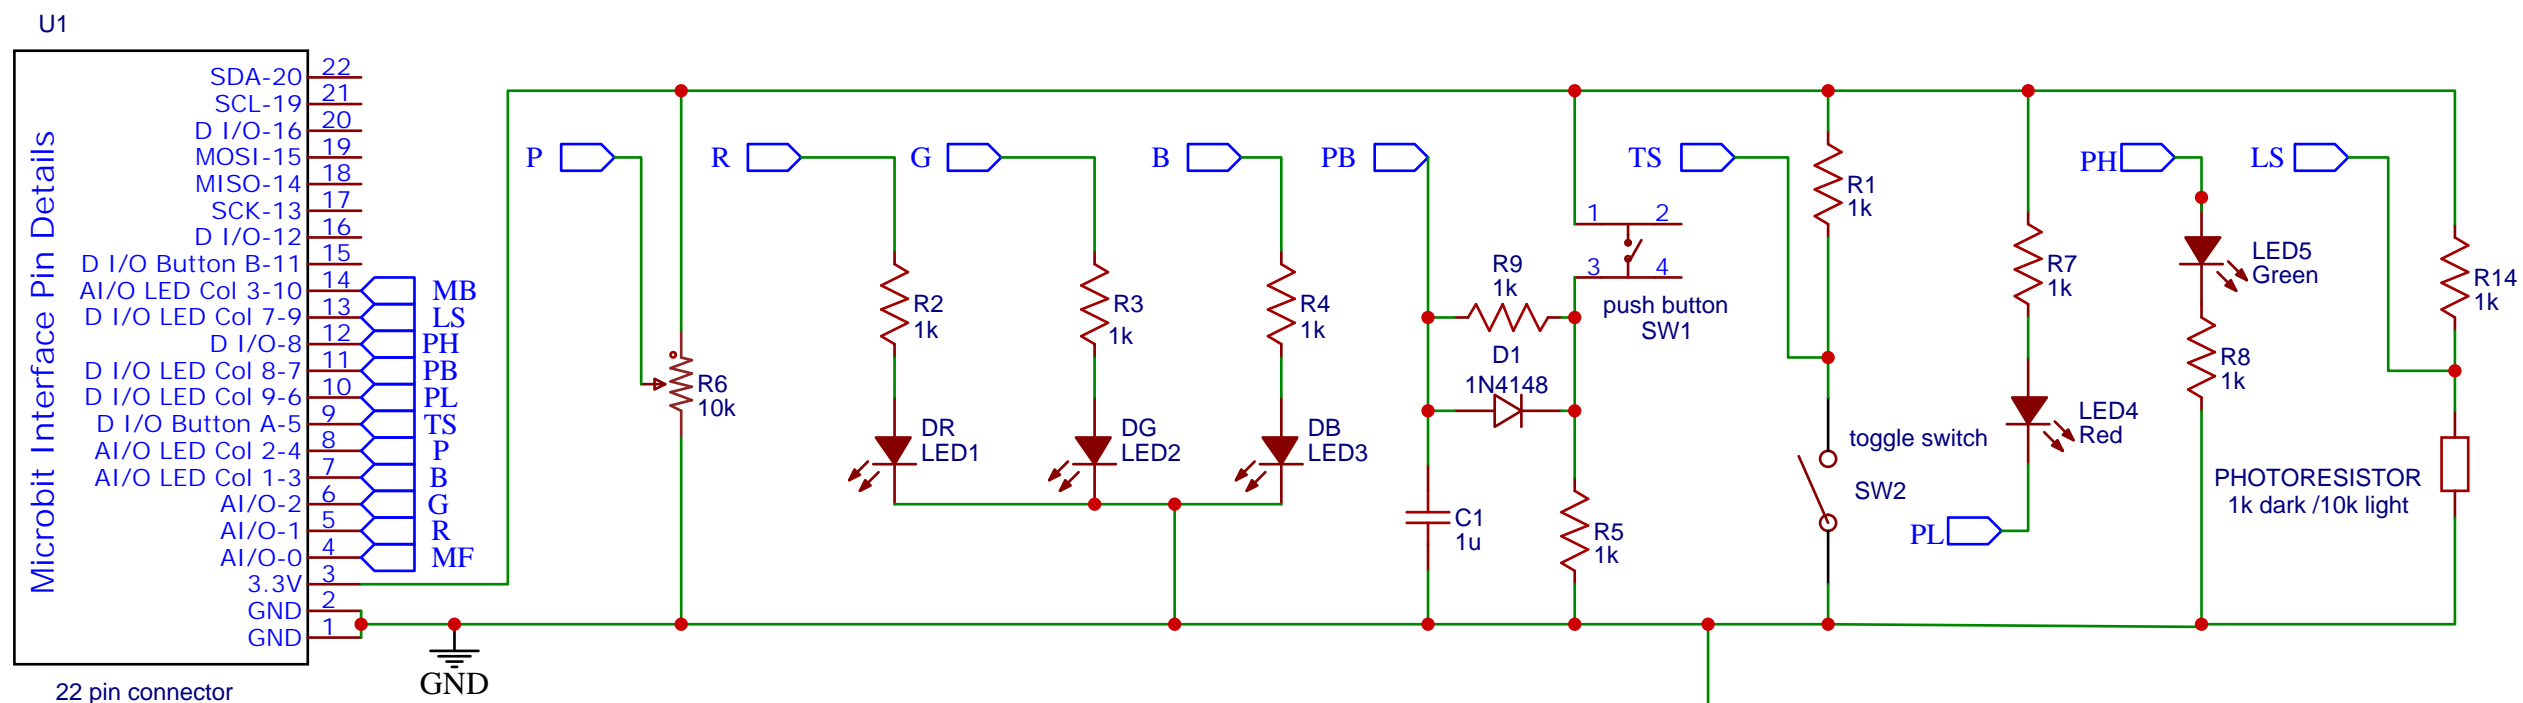 U1
Microbit Interface Pin Details
SDA-20 22
SCL-19 21
D I/O-16 20
MOSI-15 19
MISO-14 18
SCK-13 17
D I/O-12 16
D I/O Button B-11 15
AI/O LED Col 3-10 14 MB
D I/O LED Col 7-9 13 LS
D I/O-8 12 PH
D I/O LED Col 8-7 11 PB
D I/O LED Col 9-6 10 PL
D I/O Button A-5 9 TS
AI/O LED Col 2-4 8 P
AI/O LED Col 1-3 7 B
AI/O-2 6 G
AI/O-1 5 R
AI/O-0 4 MF
3.3V 3
GND 2
GND 1
22 pin connector
GND
P
R6
10k
R
R2
1k
DR
LED1
G
R3
1k
DG
LED2
B
R4
1k
DB
LED3
PB
R9
1k
D1
1N4148
C1
1u
1 2
3 4
push button
SW1
R5
1k
TS
R1
1k
toggle switch
SW2
R7
1k
LED4
Red
PL
PH
LED5
Green
R8
1k
LS
R14
1k
PHOTORESISTOR
1k dark /10k light